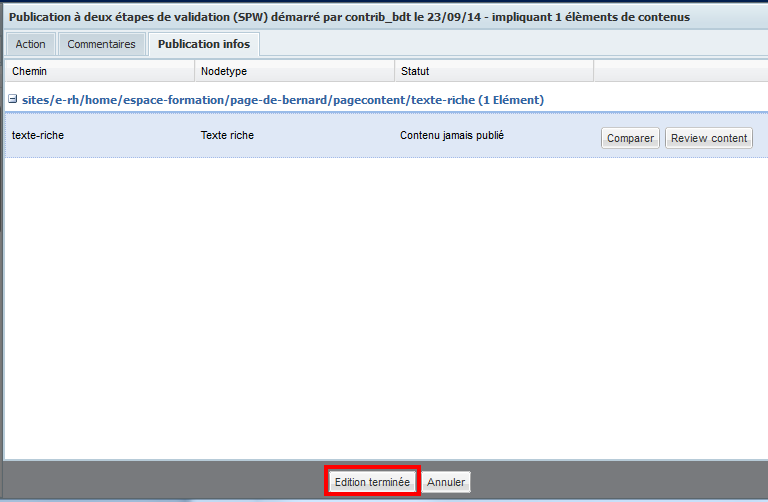 Publication à deux étapes de validation (SPW) démarré par contrib_bdt le 23/09/14 - impliquant 1 élèments de contenus
Action Commentaires Publication infos
Chemin Nodetype Statut
sites/e-rh/home/espace-formation/page-de-bernard/pagecontent/texte-riche (1 Elément)
texte-riche Texte riche Contenu jamais publié Comparer Review content
Edition terminée Annuler